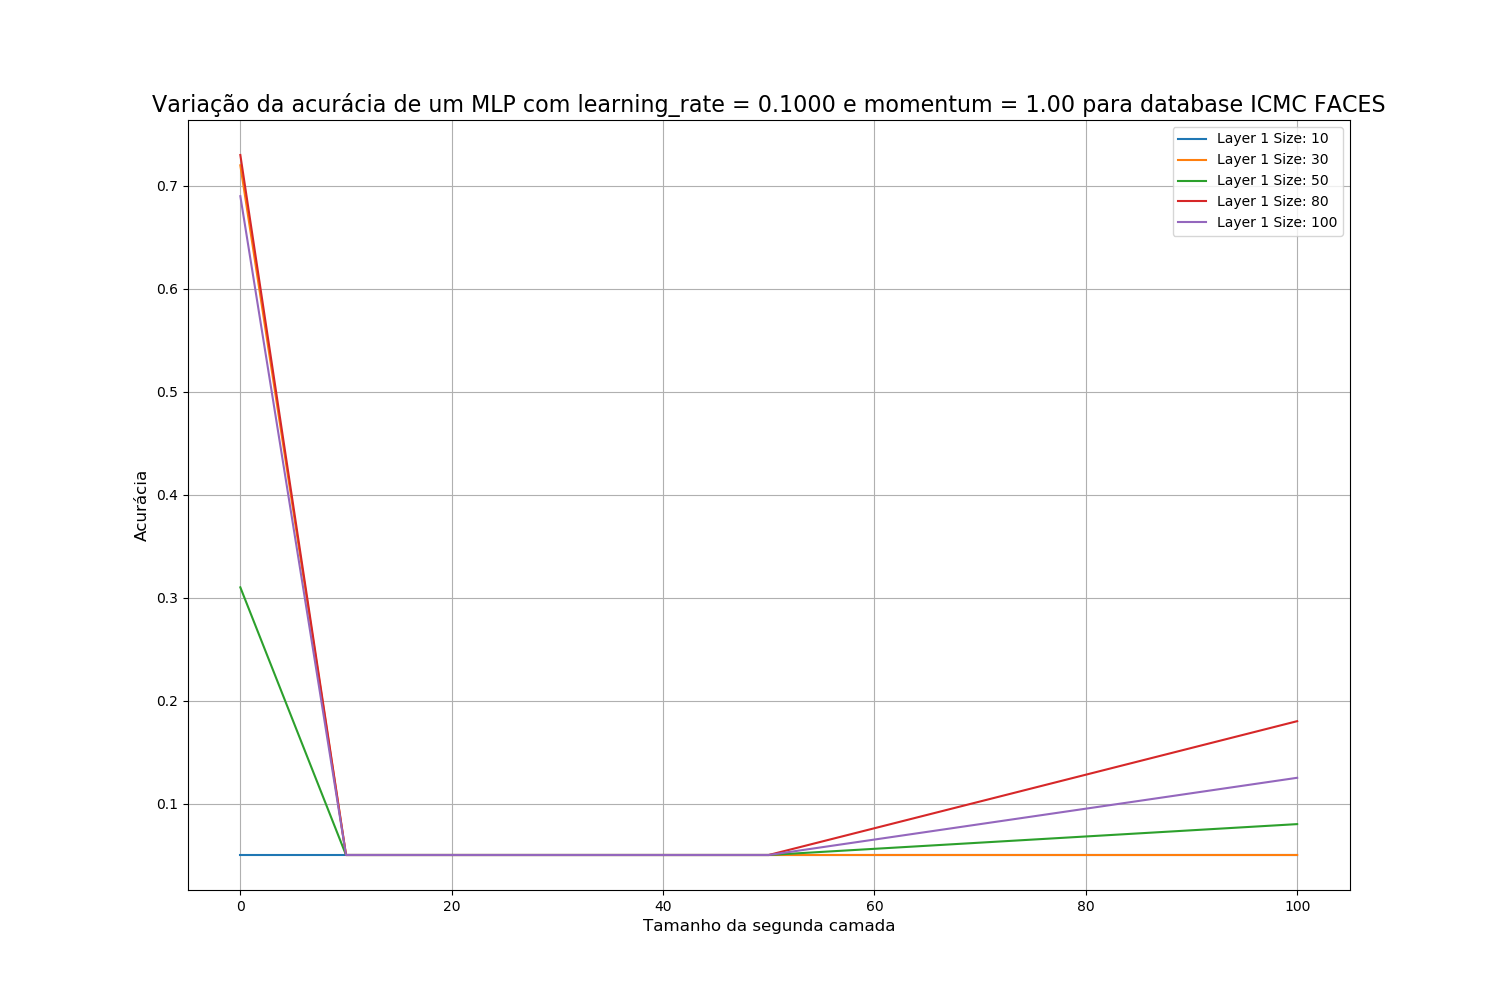 Variação da acurácia de um MLP com learning_rate = 0.1000 e momentum = 1.00 para database ICMC FACES
Layer 1 Size: 10
Layer 1 Size: 30
Layer 1 Size: 50
Layer 1 Size: 80
Layer 1 Size: 100
0.7
0.6
0.5
0.4
0.3
0.2
0.1
Acurácia
0 20 40 60 80 100
Tamanho da segunda camada